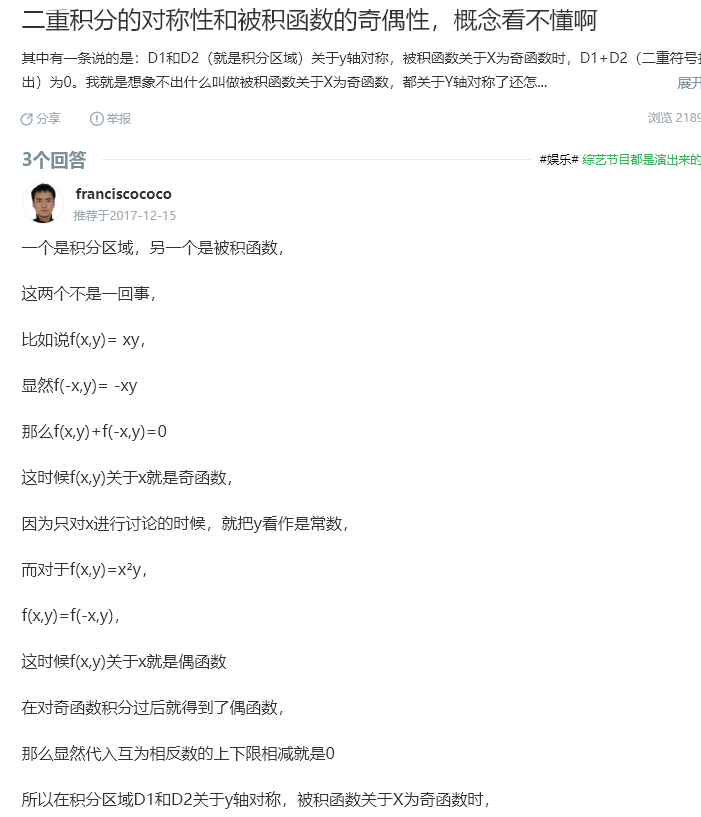 二重积分的对称性和被积函数的奇偶性，概念看不懂啊
其中有一条说的是：D1和D2（就是积分区域）关于y轴对称，被积函数关于X为奇函数时，D1+D2（二重符号
出）为0。我就是想象不出什么叫做被积函数关于X为奇函数，都关于Y轴对称了还怎...
展开
分享 举报 浏览 2189
3个回答 #娱乐# 综艺节目都是演出来的
franciscococo
推荐于2017-12-15
一个是积分区域，另一个是被积函数，
这两个不是一回事，
比如说f(x,y)= xy，
显然f(-x,y)= -xy
那么f(x,y)+f(-x,y)=0
这时候f(x,y)关于x就是奇函数，
因为只对x进行讨论的时候，就把y看作是常数，
而对于f(x,y)=x²y，
f(x,y)=f(-x,y)，
这时候f(x,y)关于x就是偶函数
在对奇函数积分过后就得到了偶函数，
那么显然代入互为相反数的上下限相减就是0
所以在积分区域D1和D2关于y轴对称，被积函数关于X为奇函数时，